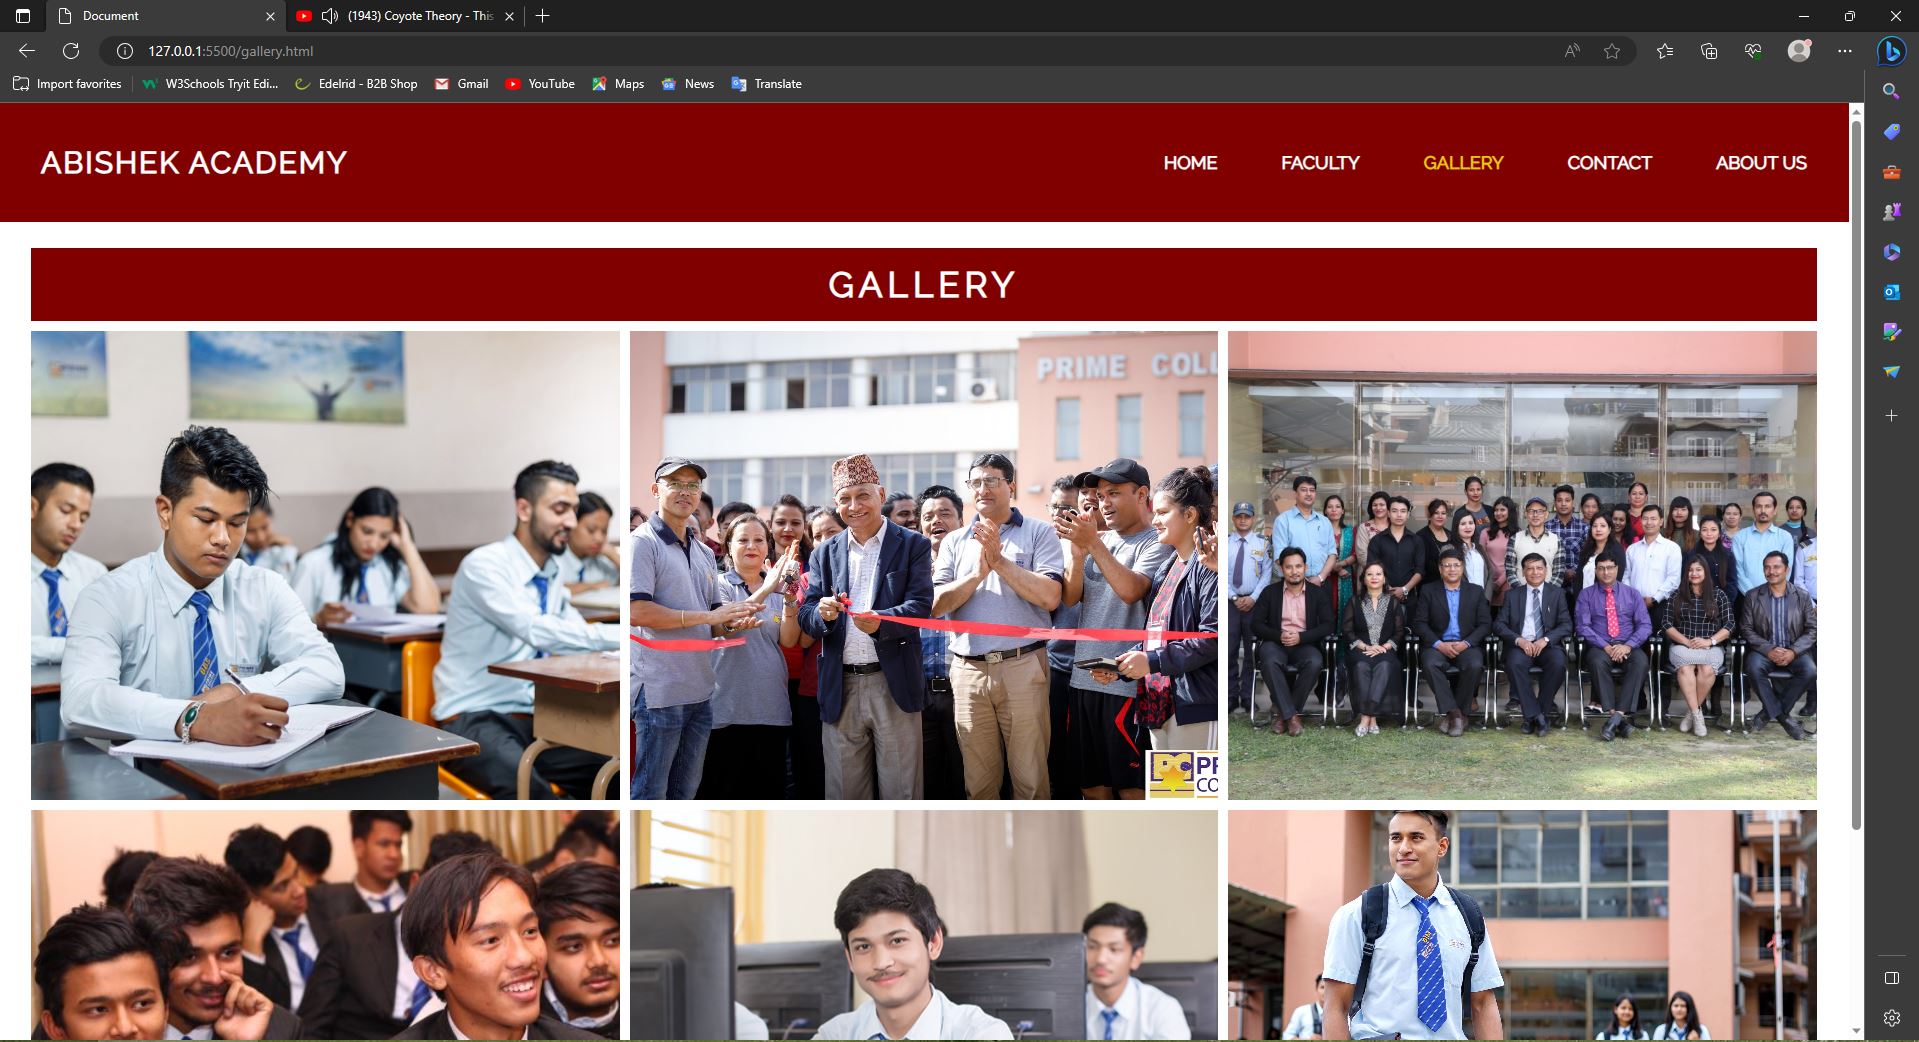 Document
(1943) Coyote Theory - This
127.0.0.1:5500/gallery.html
Import favorites
W3Schools Tryit Edi...
Edelrid - B2B Shop
Gmail
YouTube
Maps
News
Translate
ABISHEK ACADEMY
HOME
FACULTY
GALLERY
CONTACT
ABOUT US
GALLERY
PRIME COLL
PR
CO